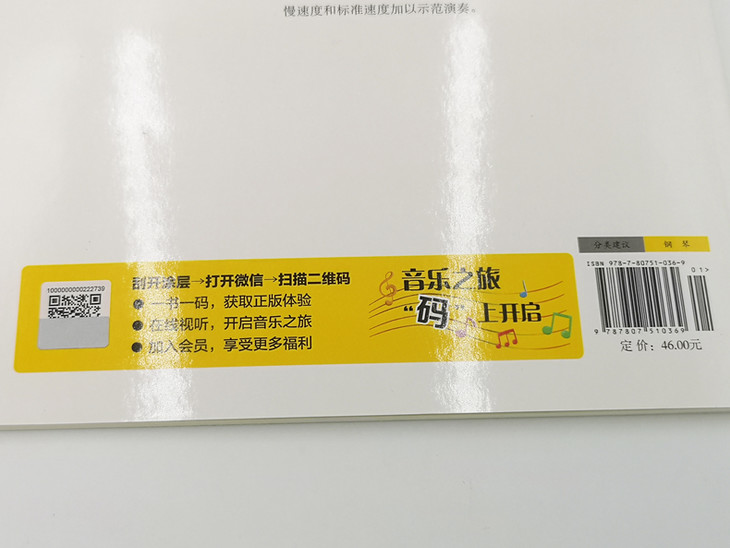 慢速度和标准速度加以示范演奏。
1000000000222739
刮开涂层→打开微信→扫描二维码
● 一书一码，获取正版体验
● 在线视听，开启音乐之旅
● 加入会员，享受更多福利
音乐之旅
“码”上开启
分类建议 钢琴
ISBN 978-7-80751-036-9
01>
9 787807 510369
定价：46.00元